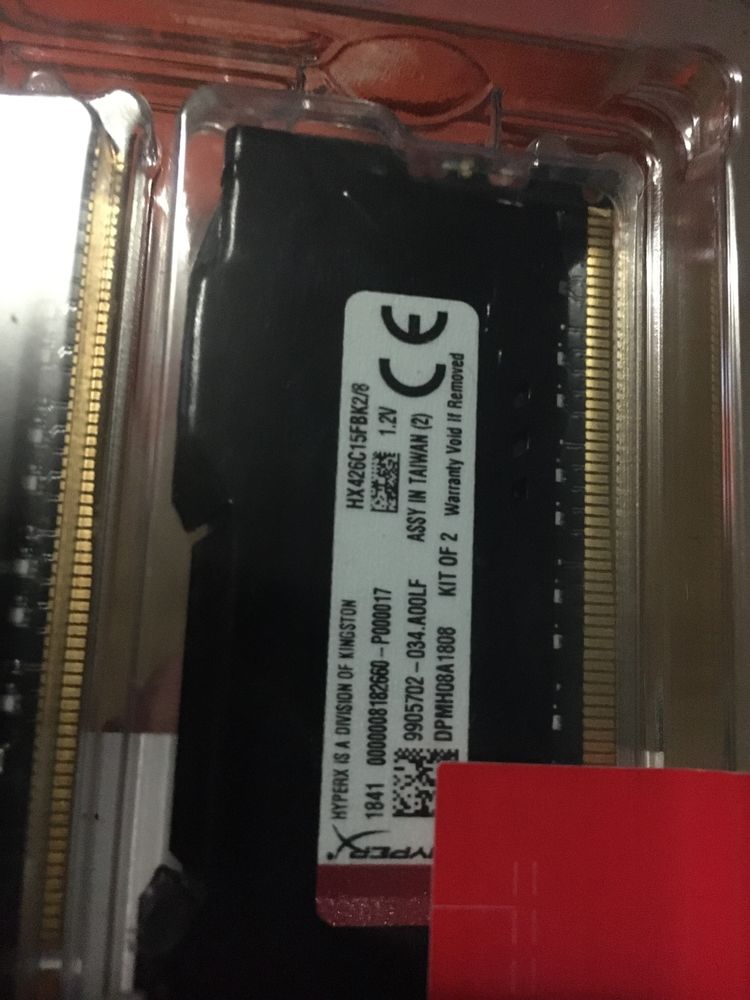 HYPERX IS A DIVISION OF KINGSTON
HX426C15FBK2/8
1841 0000008182660-P000017
1.2V
CE
9905702-034.A00LF
ASSY IN TAIWAN (2)
DPMH08A1808
KIT OF 2
Warranty Void If Removed